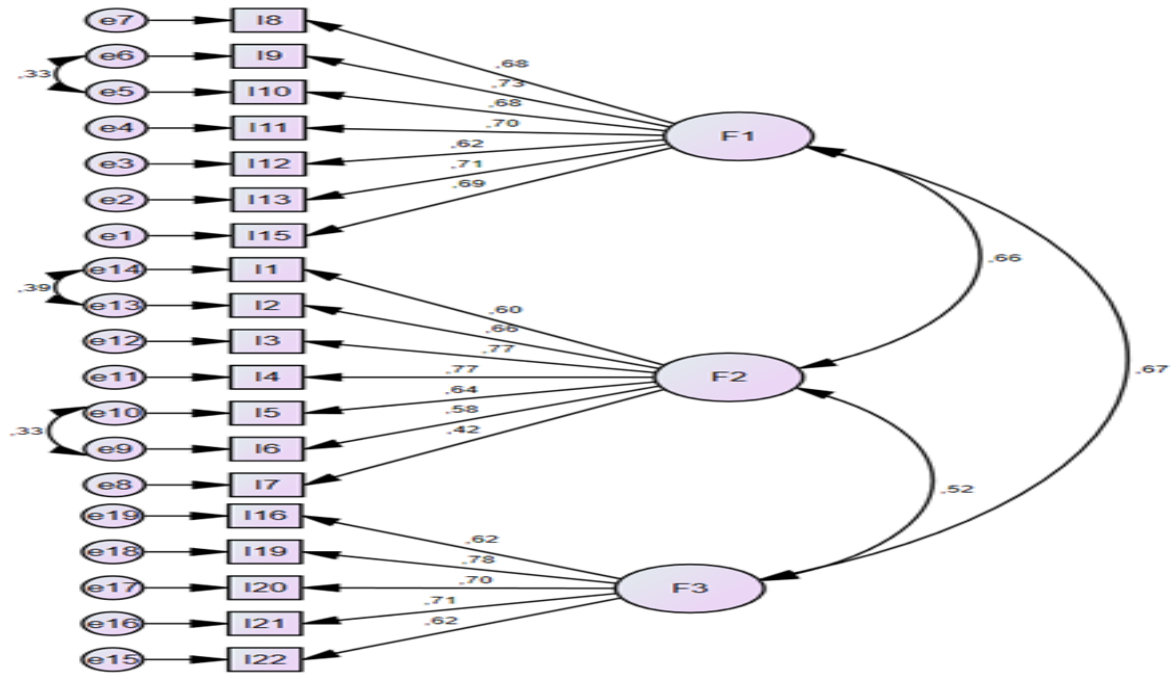 e7 I8
.68
e6 I9
.73
.33
e5 I10
.68
e4 I11
.70
F1
e3 I12
.62
e2 I13
.71
e1 I15
.69
.66
e14 I1
.39
e13 I2
.60
e12 I3
.66
.77
e11 I4
.77
F2
.67
e10 I5
.64
.33
e9 I6
.58
e8 I7
.42
.52
e19 I16
.62
e18 I19
.78
e17 I20
.70
F3
e16 I21
.71
e15 I22
.62